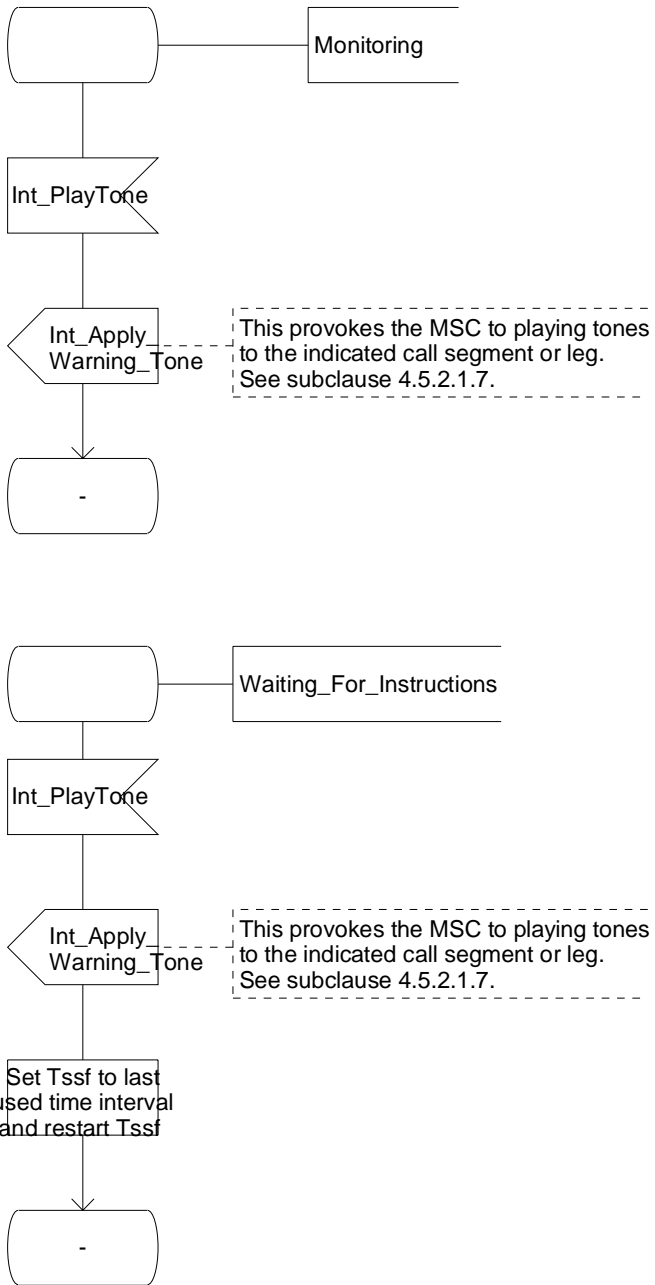 Monitoring
Int_PlayTone
Int_Apply_
Warning_Tone
This provokes the MSC to playing tones
to the indicated call segment or leg.
See subclause 4.5.2.1.7.
-
Waiting_For_Instructions
Int_PlayTone
Int_Apply_
Warning_Tone
This provokes the MSC to playing tones
to the indicated call segment or leg.
See subclause 4.5.2.1.7.
Set Tssf to last
used time interval
and restart Tssf
-